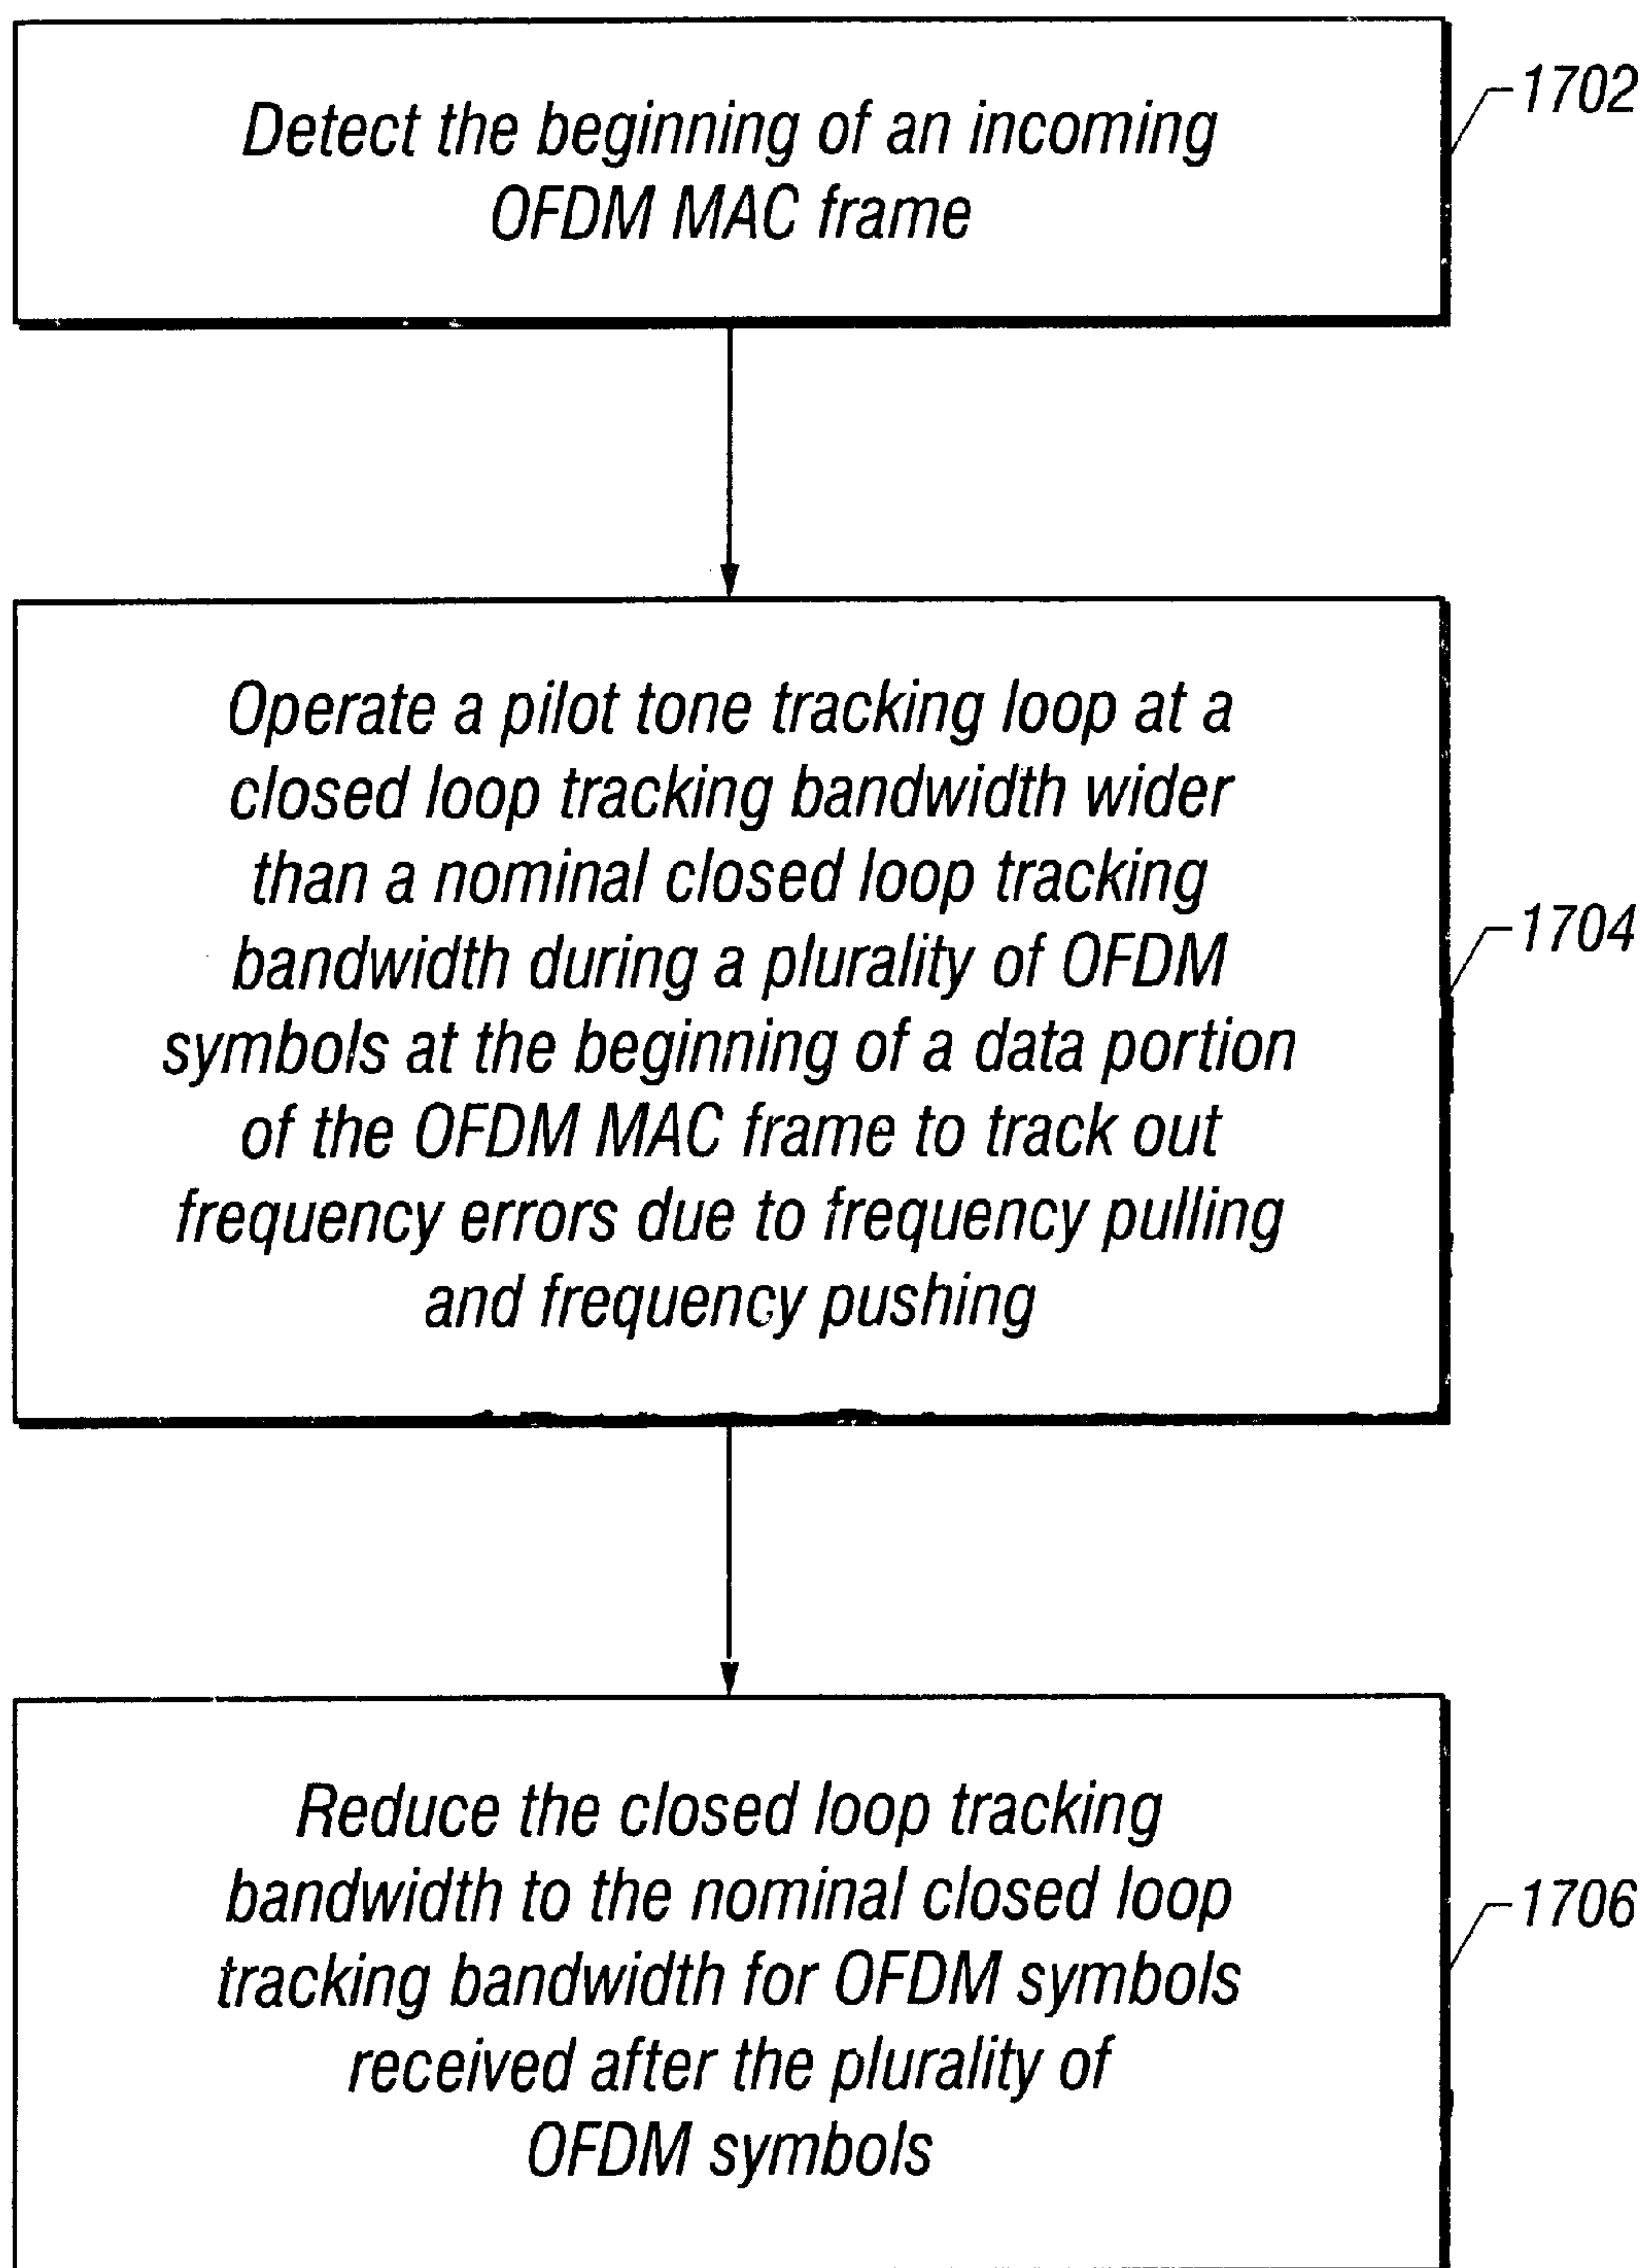 Detect the beginning of an incoming
OFDM MAC frame
1702
Operate a pilot tone tracking loop at a
closed loop tracking bandwidth wider
than a nominal closed loop tracking
bandwidth during a plurality of OFDM
symbols at the beginning of a data portion
of the OFDM MAC frame to track out
frequency errors due to frequency pulling
and frequency pushing
1704
Reduce the closed loop tracking
bandwidth to the nominal closed loop
tracking bandwidth for OFDM symbols
received after the plurality of
OFDM symbols
1706